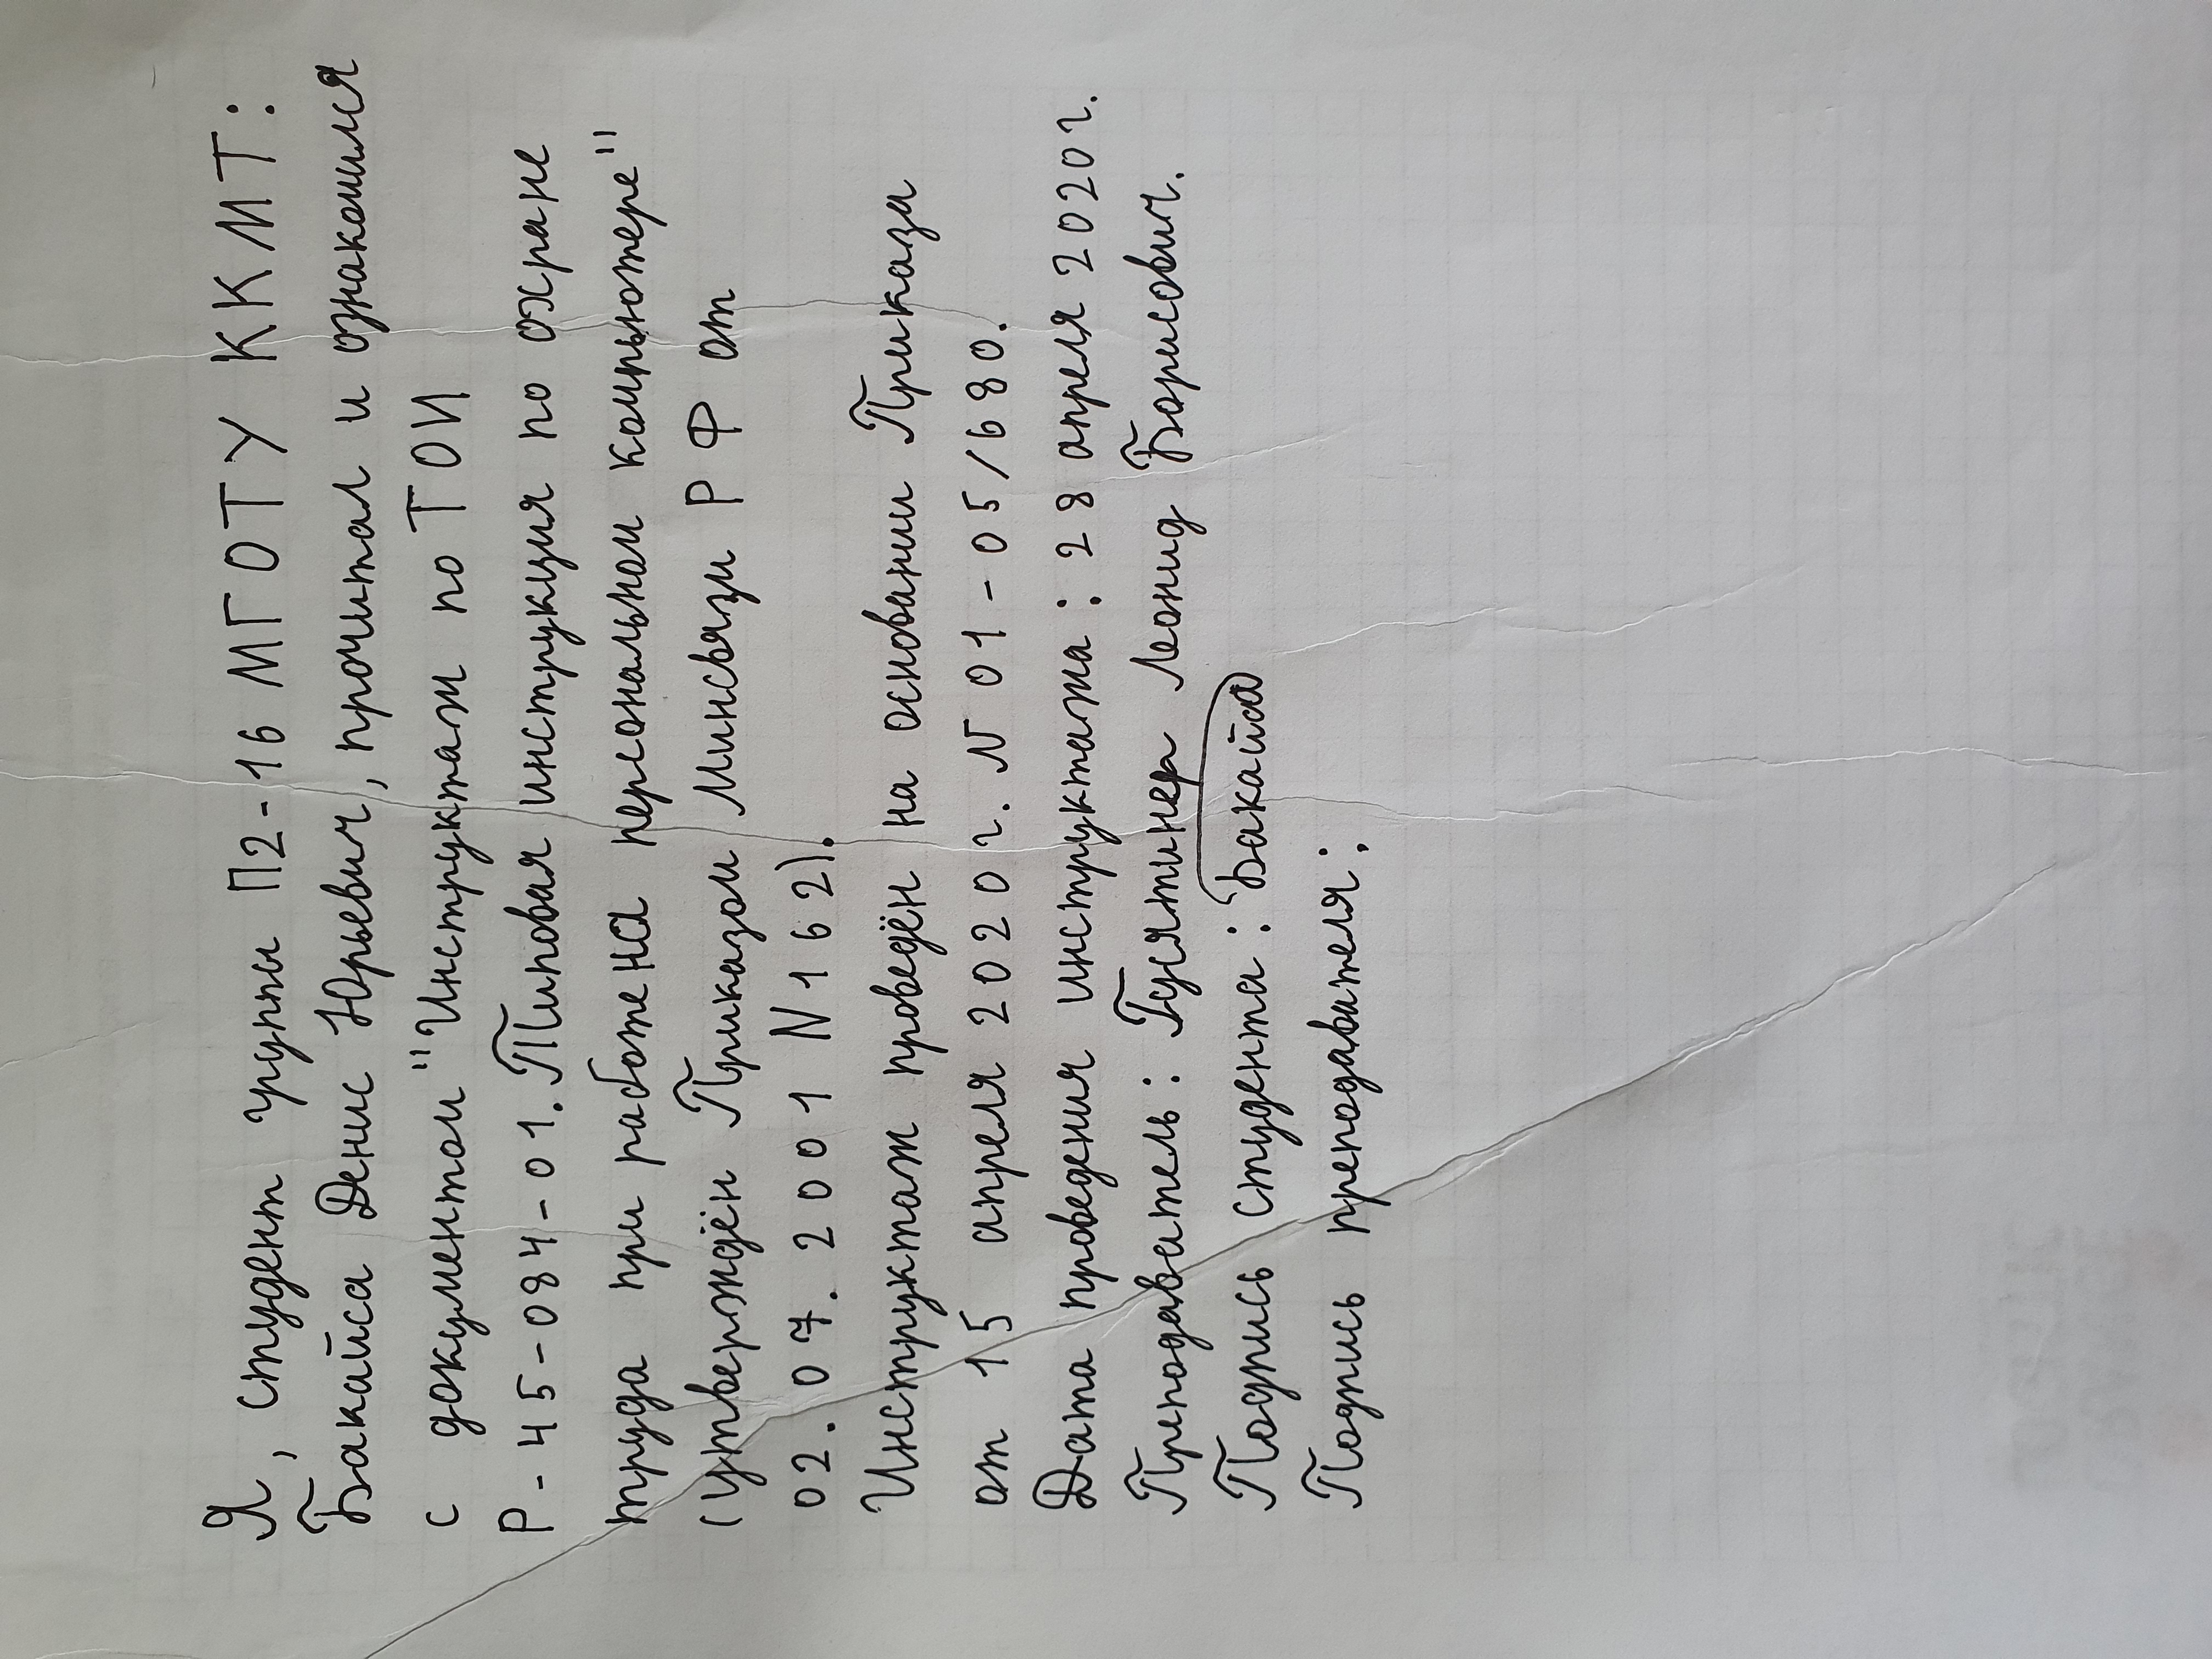 Я, студент группы П2-16 МГОТУ ККМТ:
Бакайса Денис Юрьевич, прочитал и ознакомился
с документом "Инструктаж по ТОИ
Р-45-084-01. Типовая инструкция по охране
труда при работе на персональном компьютере"
(утверждён Приказом Минсвязи РФ от
02.07.2001 N162).
Инструктаж проведён на основании Приказа
от 15 апреля 2020г. N 01-05/680.
Дата проведения инструктажа: 28 апреля 2020г.
Преподаватель: Гусятинер Леонид Борисович.
Подпись студента: Бакайса
Подпись преподавателя: